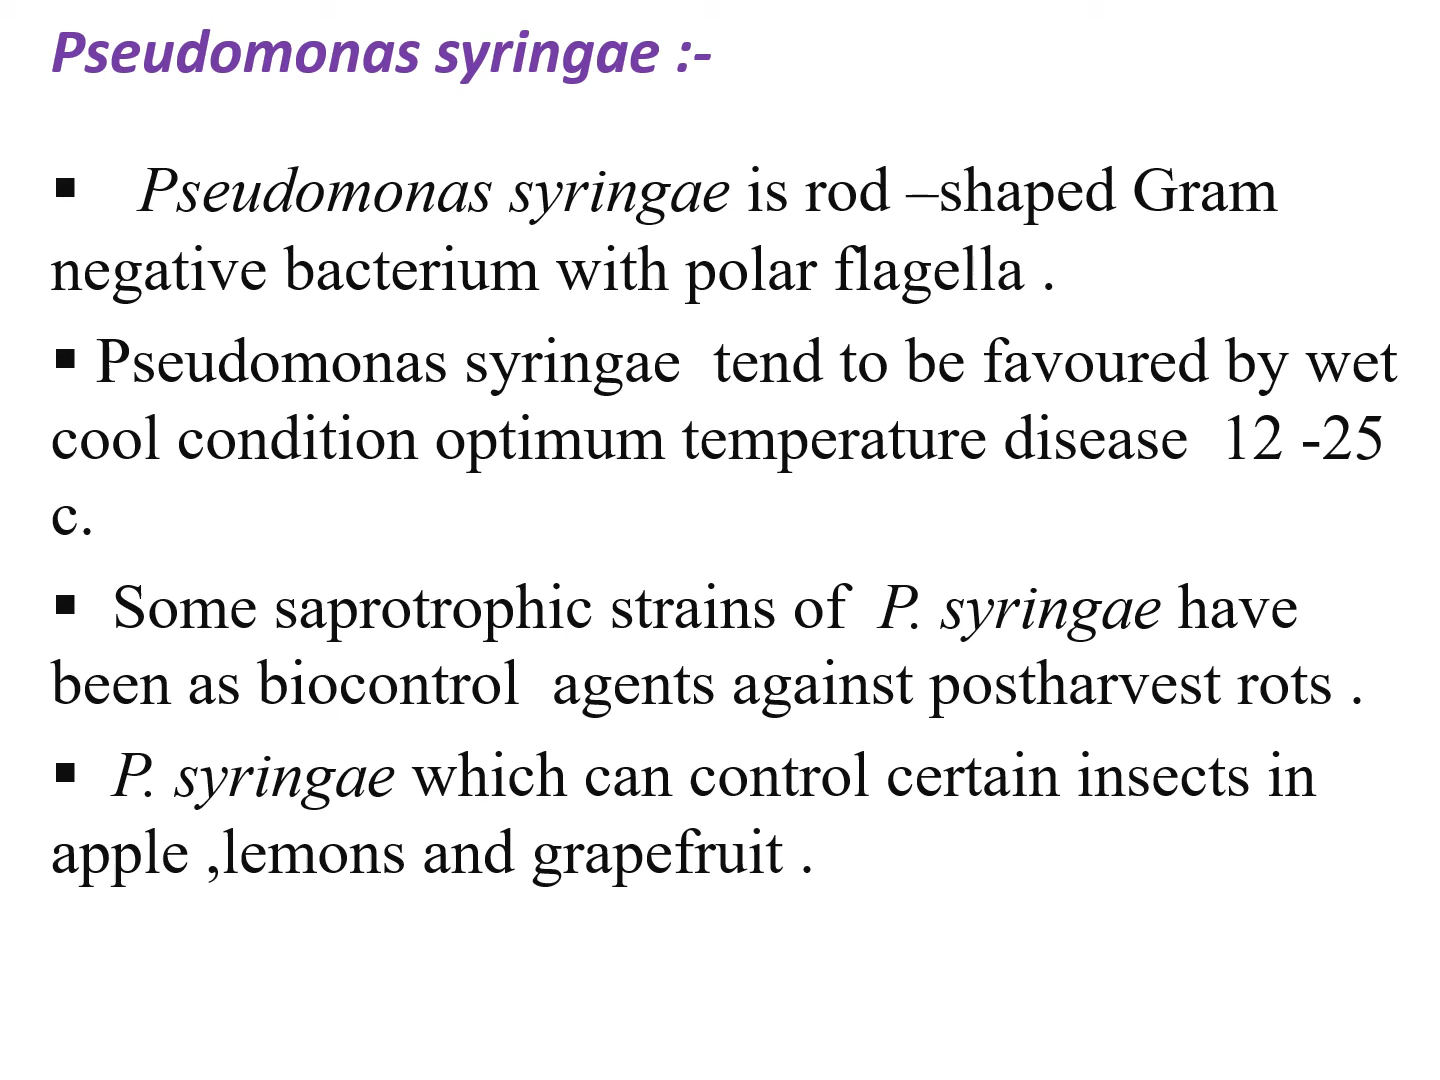 Pseudomonas syringae :-
▪ Pseudomonas syringae is rod –shaped Gram
negative bacterium with polar flagella .
▪ Pseudomonas syringae tend to be favoured by wet
cool condition optimum temperature disease 12 -25
c.
▪ Some saprotrophic strains of P. syringae have
been as biocontrol agents against postharvest rots .
▪ P. syringae which can control certain insects in
apple ,lemons and grapefruit .